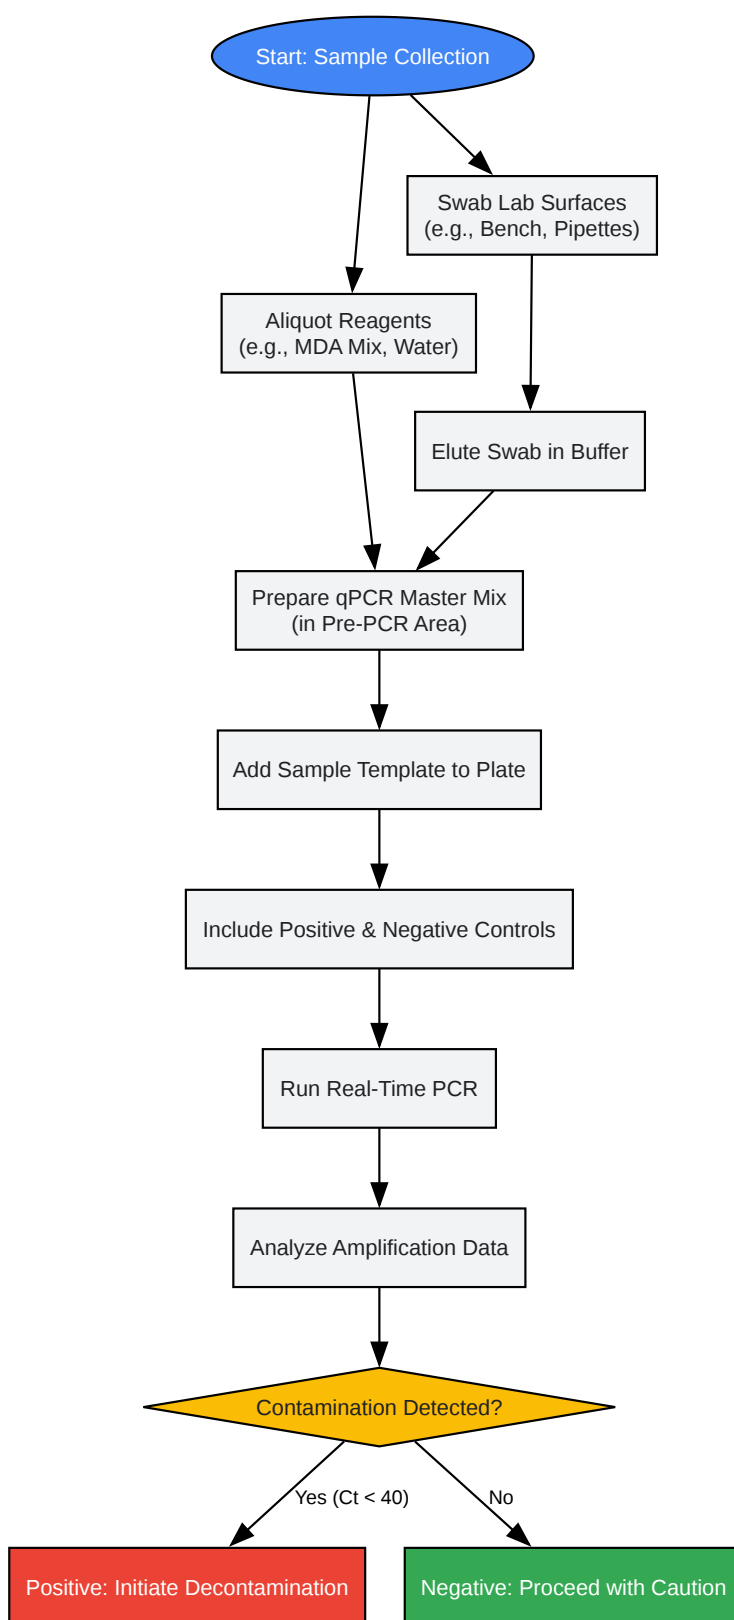 Start: Sample Collection
Swab Lab Surfaces
(e.g., Bench, Pipettes)
Aliquot Reagents
(e.g., MDA Mix, Water)
Elute Swab in Buffer
Prepare qPCR Master Mix
(in Pre-PCR Area)
Add Sample Template to Plate
Include Positive & Negative Controls
Run Real-Time PCR
Analyze Amplification Data
Contamination Detected?
Yes (Ct < 40)
No
Positive: Initiate Decontamination
Negative: Proceed with Caution